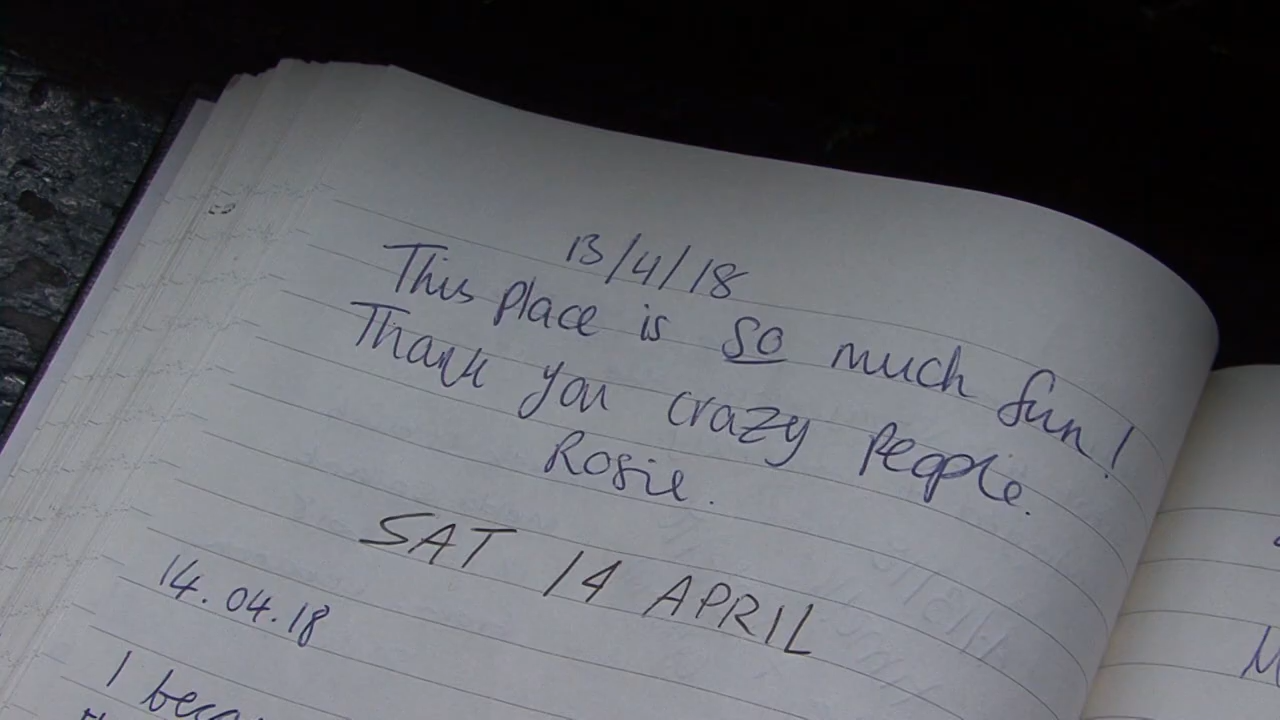 13/4/18
This place is so much fun!
Thank you crazy people.
Rosie.
SAT 14 APRIL
14.04.18
I